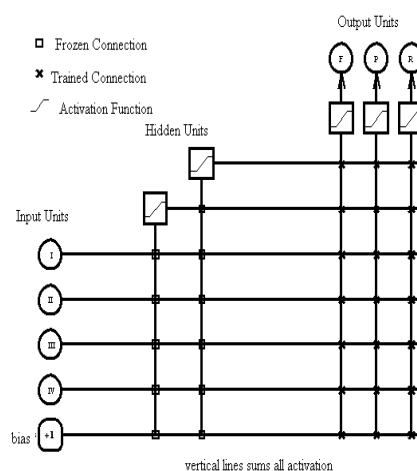 Output Units
Frozen Connection
F P R
Trained Connection
Activation Function
Hidden Units
Input Units
I
II
III
IV
bias +1
vertical lines sums all activation